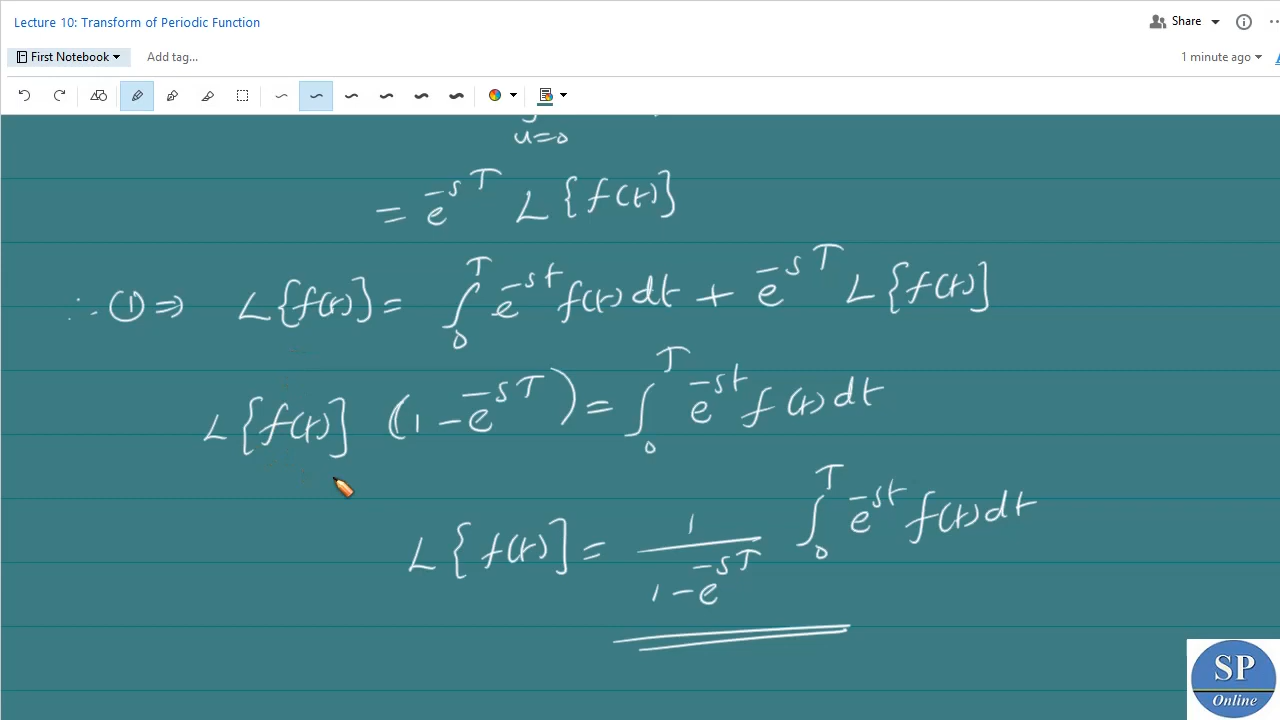 Lecture 10: Transform of Periodic Function
Share
First Notebook
Add tag...
1 minute ago
u=0
= e^{-sT} L{f(t)}
∴ ① ⇒ L{f(t)} = ∫_0^T e^{-st} f(t) dt + e^{-sT} L{f(t)}
L{f(t)} (1 - e^{-sT}) = ∫_0^T e^{-st} f(t) dt
L{f(t)} = \frac{1}{1 - e^{-sT}} ∫_0^T e^{-st} f(t) dt
SP
Online